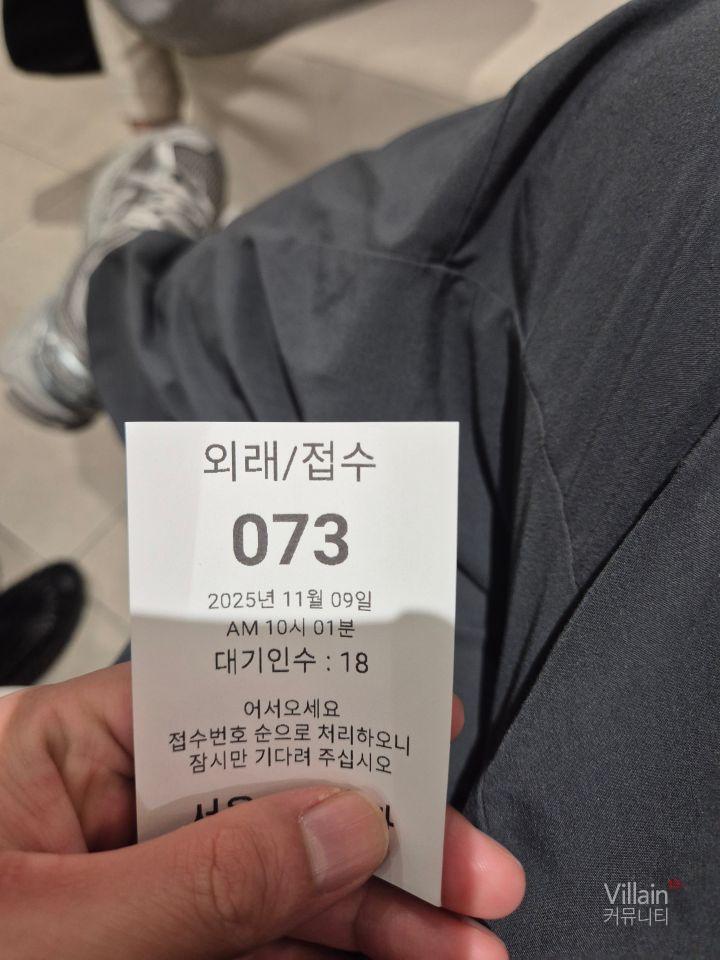 외래/접수
073
2025년 11월 09일
AM 10시 01분
대기인수 : 18
어서오세요
접수번호 순으로 처리하오니
잠시만 기다려 주십시오
Villain
커뮤니티